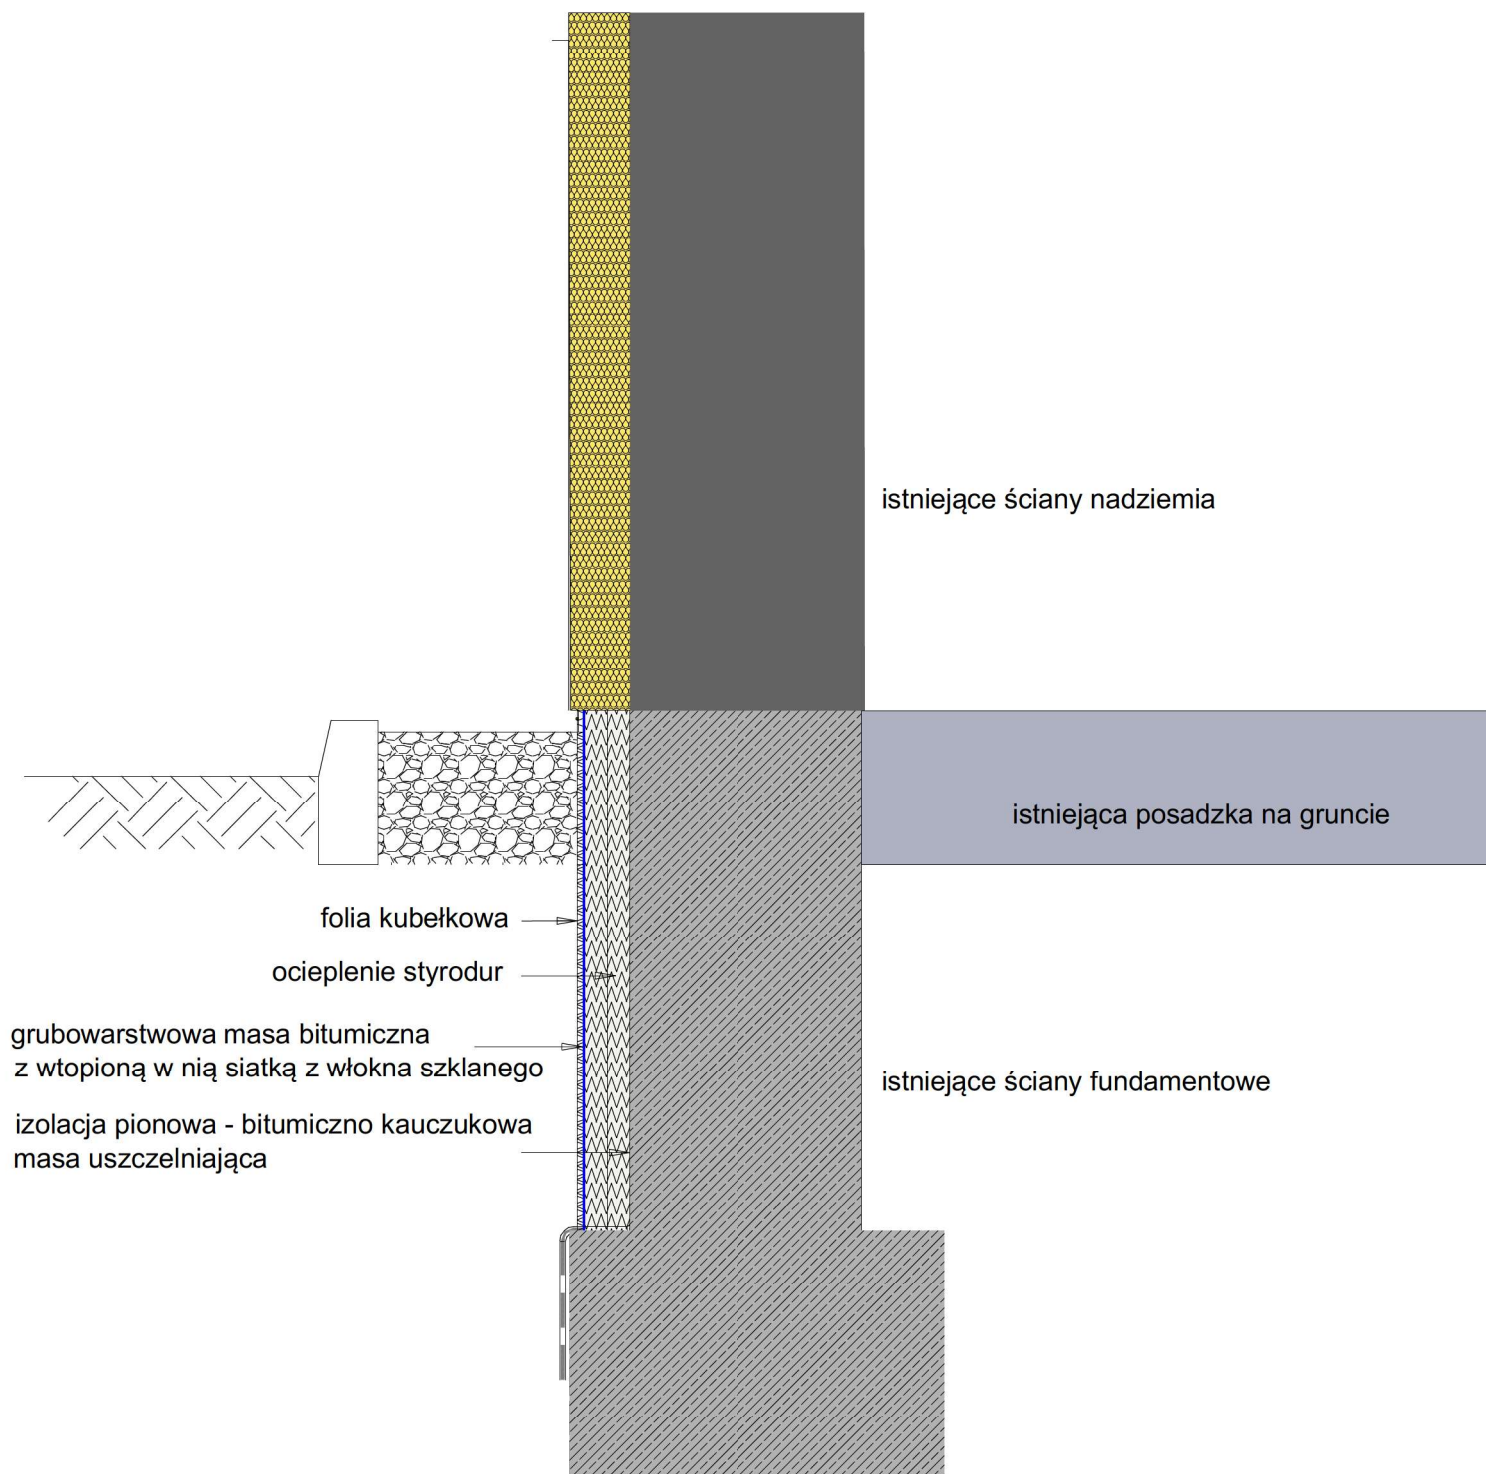 istniejące ściany nadziemia
istniejąca posadzka na gruncie
folia kubełkowa
ocieplenie styrodur
grubowarstwowa masa bitumiczna
z wtopioną w nią siatką z włokna szklanego
istniejące ściany fundamentowe
izolacja pionowa - bitumiczno kauczukowa
masa uszczelniająca